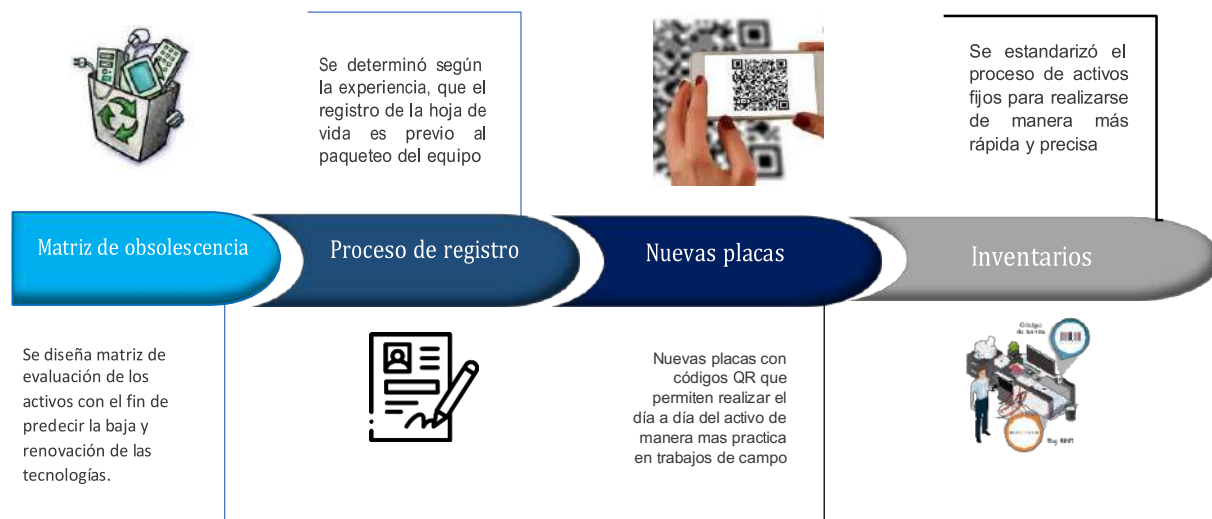 Se determinó según
la experiencia, que el
registro de la hoja de
vida es previo al
paqueteo del equipo
Se estandarizó el
proceso de activos
fijos para realizarse
de manera más
rápida y precisa
Matriz de obsolescencia
Proceso de registro
Nuevas placas
Inventarios
Se diseña matriz de
evaluación de los
activos con el fin de
predecir la baja y
renovación de las
tecnologías.
Nuevas placas con
códigos QR que
permiten realizar el
día a día del activo de
manera mas practica
en trabajos de campo
Código